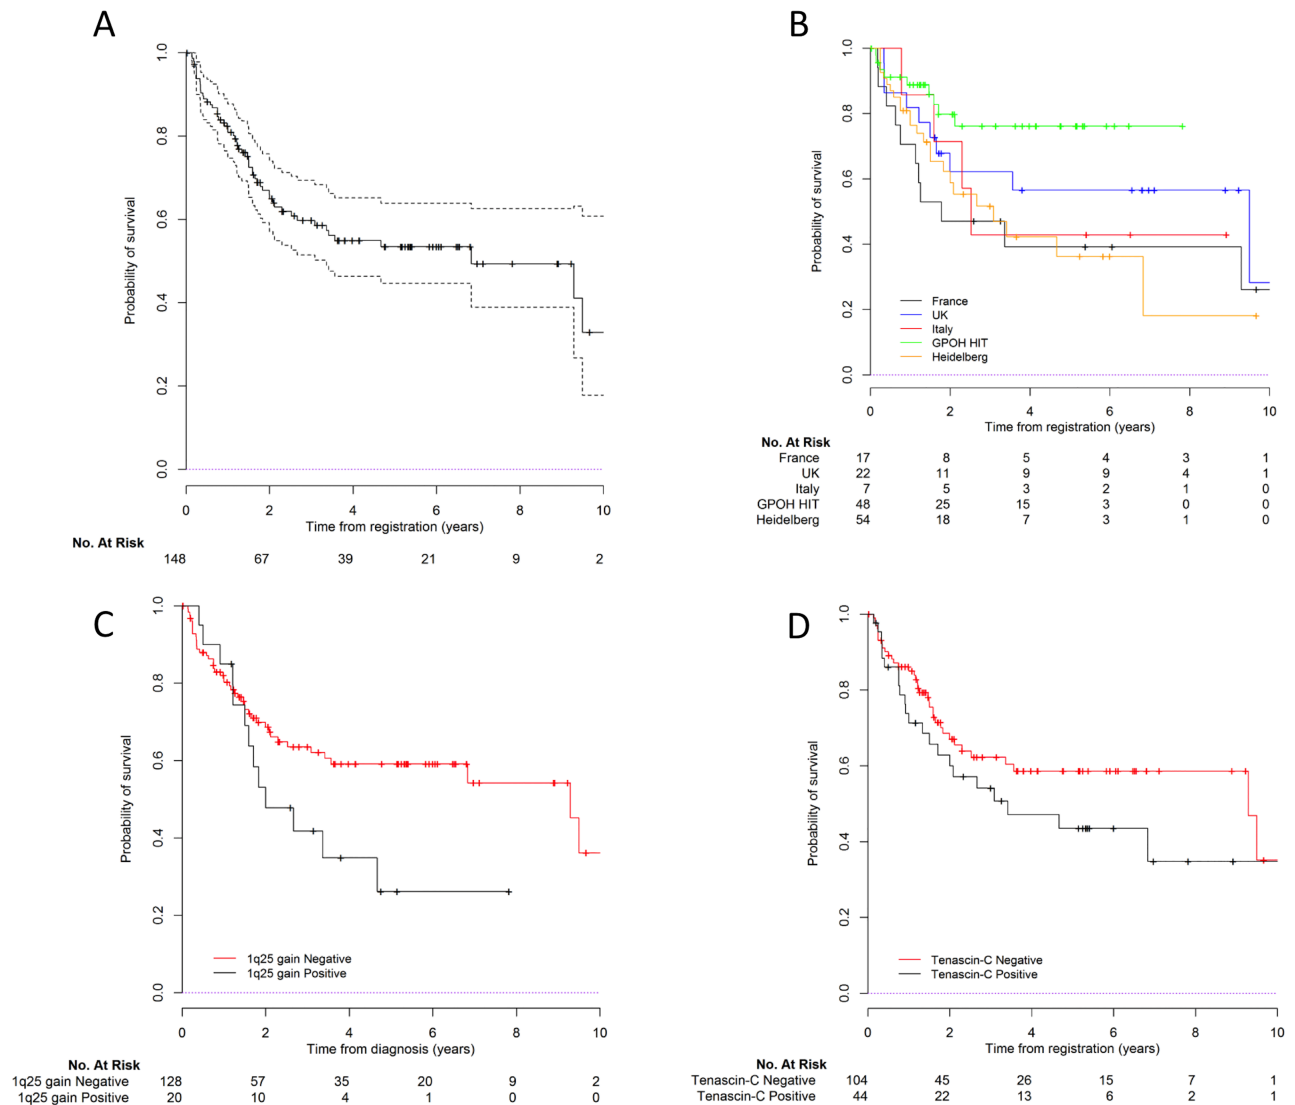 A
1.0
0.8
0.6
0.4
0.2
0.0
Probability of survival
0 2 4 6 8 10
Time from registration (years)
No. At Risk
148 67 39 21 9 2
B
1.0
0.8
0.6
0.4
0.2
0.0
Probability of survival
France
UK
Italy
GPOH HIT
Heidelberg
0 2 4 6 8 10
Time from registration (years)
No. At Risk
France 17 8 5 4 3 1
UK 22 11 9 9 4 1
Italy 7 5 3 2 1 0
GPOH HIT 48 25 15 3 0 0
Heidelberg 54 18 7 3 1 0
C
1.0
0.8
0.6
0.4
0.2
0.0
Probability of survival
1q25 gain Negative
1q25 gain Positive
0 2 4 6 8 10
Time from diagnosis (years)
No. At Risk
1q25 gain Negative 128 57 35 20 9 2
1q25 gain Positive 20 10 4 1 0 0
D
1.0
0.8
0.6
0.4
0.2
0.0
Probability of survival
Tenascin-C Negative
Tenascin-C Positive
0 2 4 6 8 10
Time from registration (years)
No. At Risk
Tenascin-C Negative 104 45 26 15 7 1
Tenascin-C Positive 44 22 13 6 2 1